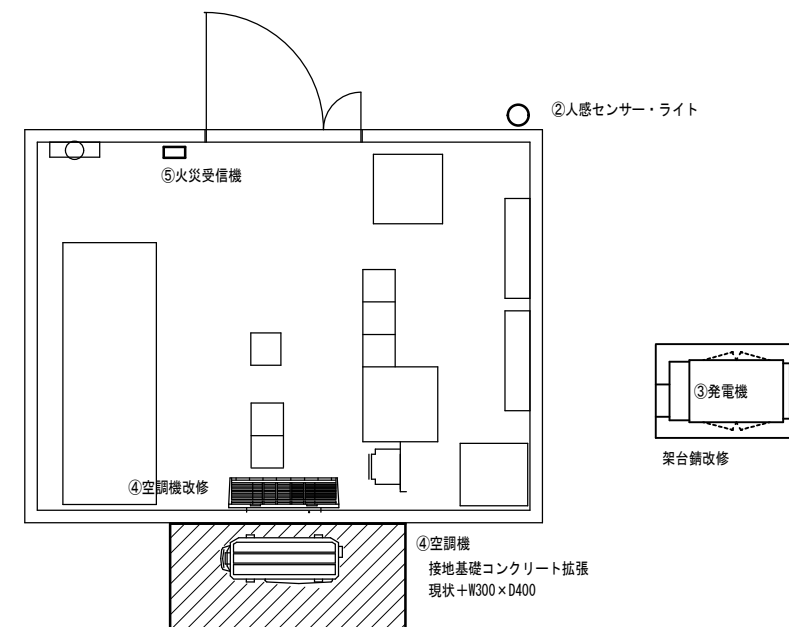 ②人感センサー・ライト
⑤火災受信機
③発電機
架台錆改修
④空調機改修
④空調機
接地基礎コンクリート拡張
現状＋W300×D400